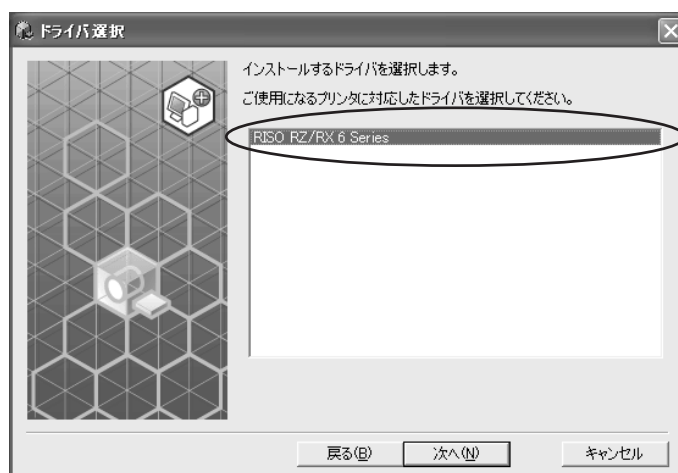 ドライバ選択
インストールするドライバを選択します。
ご使用になるプリンタに対応したドライバを選択してください。
RISO RZ/RX 6 Series
戻る(B)
次へ(N)
キャンセル